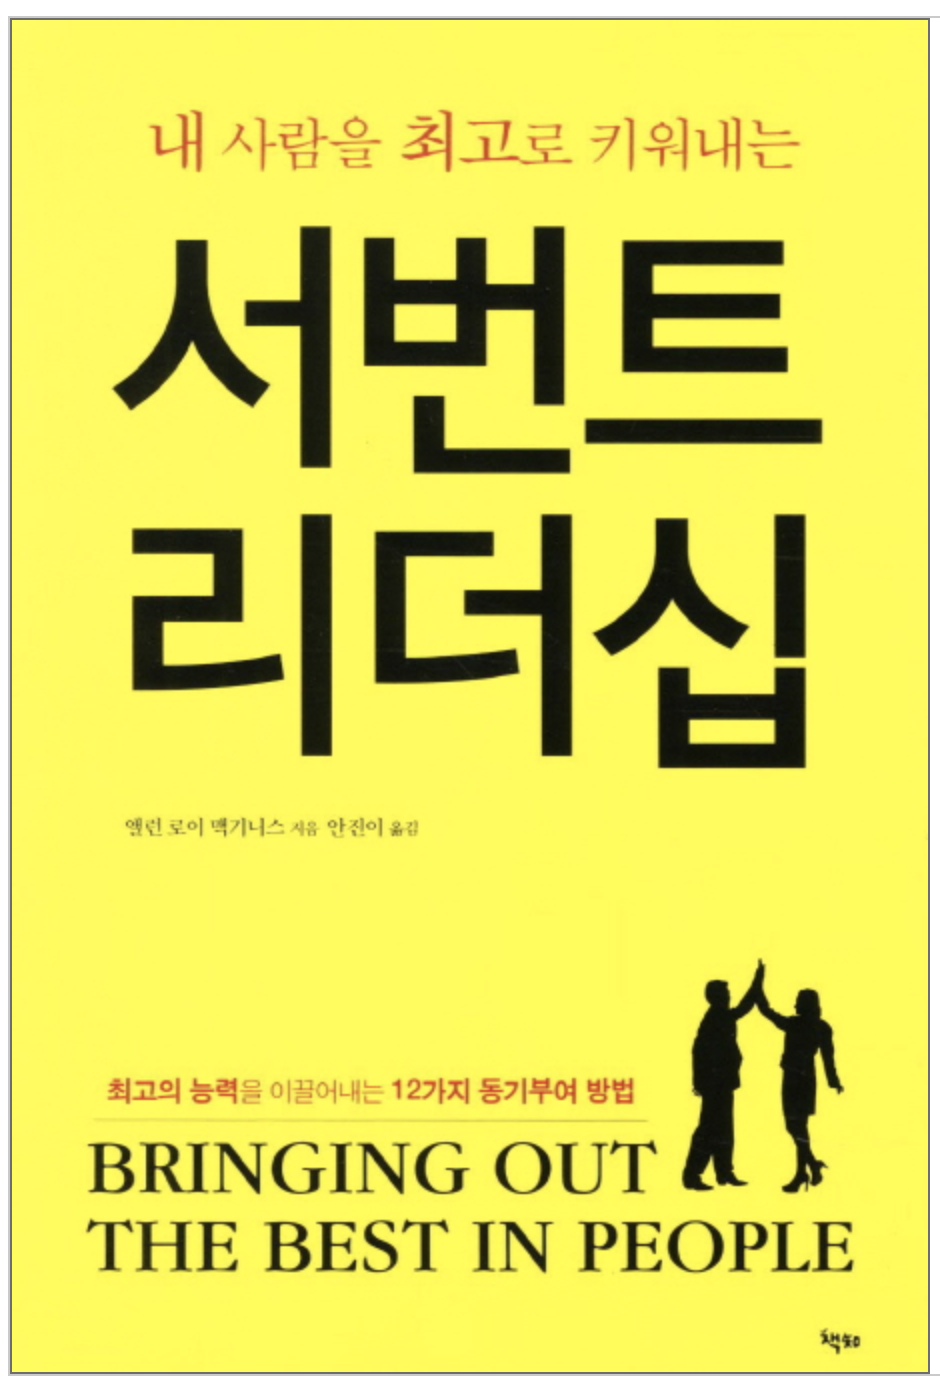 내 사람을 최고로 키워내는
서번트
리더십
앨런 로이 맥기니스 지음 안진이 옮김
최고의 능력을 이끌어내는 12가지 동기부여 방법
BRINGING OUT
THE BEST IN PEOPLE
책知